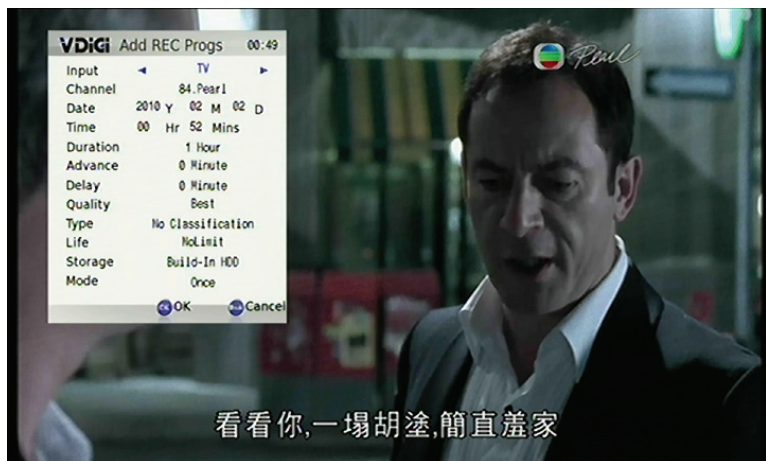 VDiGi Add REC Progs 00:49
Input ◄ TV ►
Channel 84.Pearl
Date 2010 Y 02 M 02 D
Time 00 Hr 52 Mins
Duration 1 Hour
Advance 0 Minute
Delay 0 Minute
Quality Best
Type No Classification
Life NoLimit
Storage Build-In HDD
Mode Once
OK Cancel
Pearl
看看你,一塌胡塗,簡直羞家